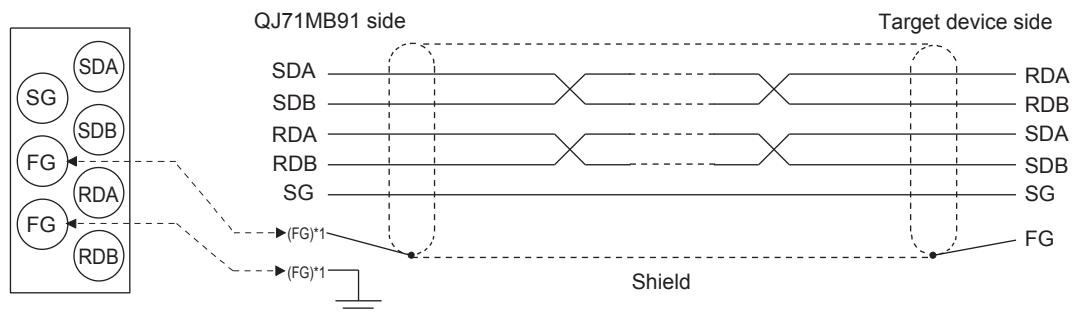 QJ71MB91 side
Target device side
SDA
SG
SDB
FG
RDA
FG
RDB
SDA
RDA
SDB
RDB
RDA
SDA
RDB
SDB
SG
SG
(FG)*1
FG
(FG)*1
Shield